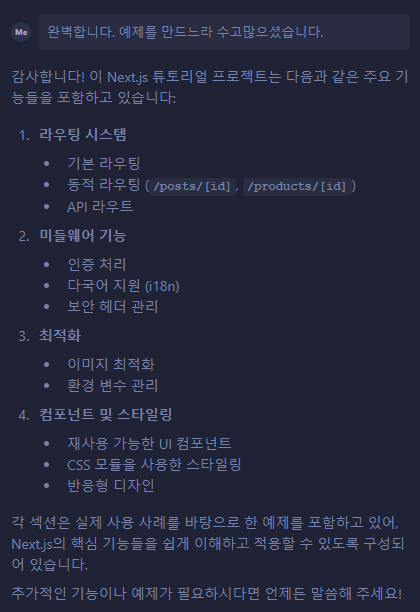 Me 완벽합니다. 예제를 만드느라 수고많으셨습니다.
감사합니다! 이 Next.js 튜토리얼 프로젝트는 다음과 같은 주요 기
능들을 포함하고 있습니다:
1. 라우팅 시스템
• 기본 라우팅
• 동적 라우팅 (/posts/[id], /products/[id])
• API 라우트
2. 미들웨어 기능
• 인증 처리
• 다국어 지원 (i18n)
• 보안 헤더 관리
3. 최적화
• 이미지 최적화
• 환경 변수 관리
4. 컴포넌트 및 스타일링
• 재사용 가능한 UI 컴포넌트
• CSS 모듈을 사용한 스타일링
• 반응형 디자인
각 섹션은 실제 사용 사례를 바탕으로 한 예제를 포함하고 있어,
Next.js의 핵심 기능들을 쉽게 이해하고 적용할 수 있도록 구성되
어 있습니다.
추가적인 기능이나 예제가 필요하시다면 언제든 말씀해 주세요!